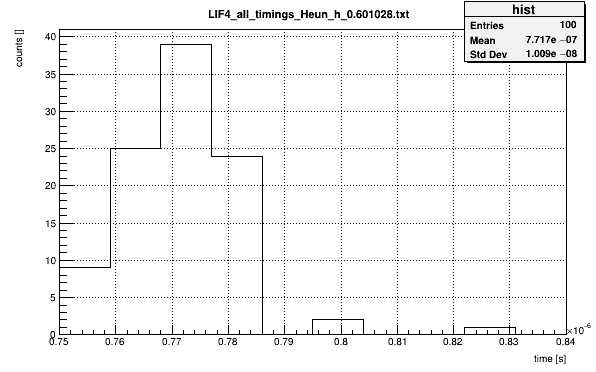 LIF4_all_timings_Heun_h_0.601028.txt
hist
Entries 100
Mean 7.717e −07
Std Dev 1.009e −08
counts []
40
35
30
25
20
15
10
5
0
0.75 0.76 0.77 0.78 0.79 0.8 0.81 0.82 0.83 0.84
×10−6
time [s]